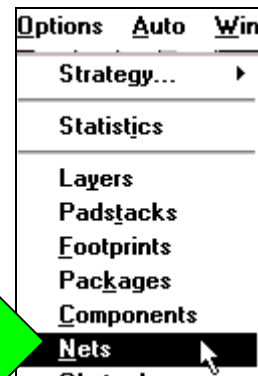 Options Auto Win
Strategy...
Statistics
Layers
Padstacks
Footprints
Packages
Components
Nets